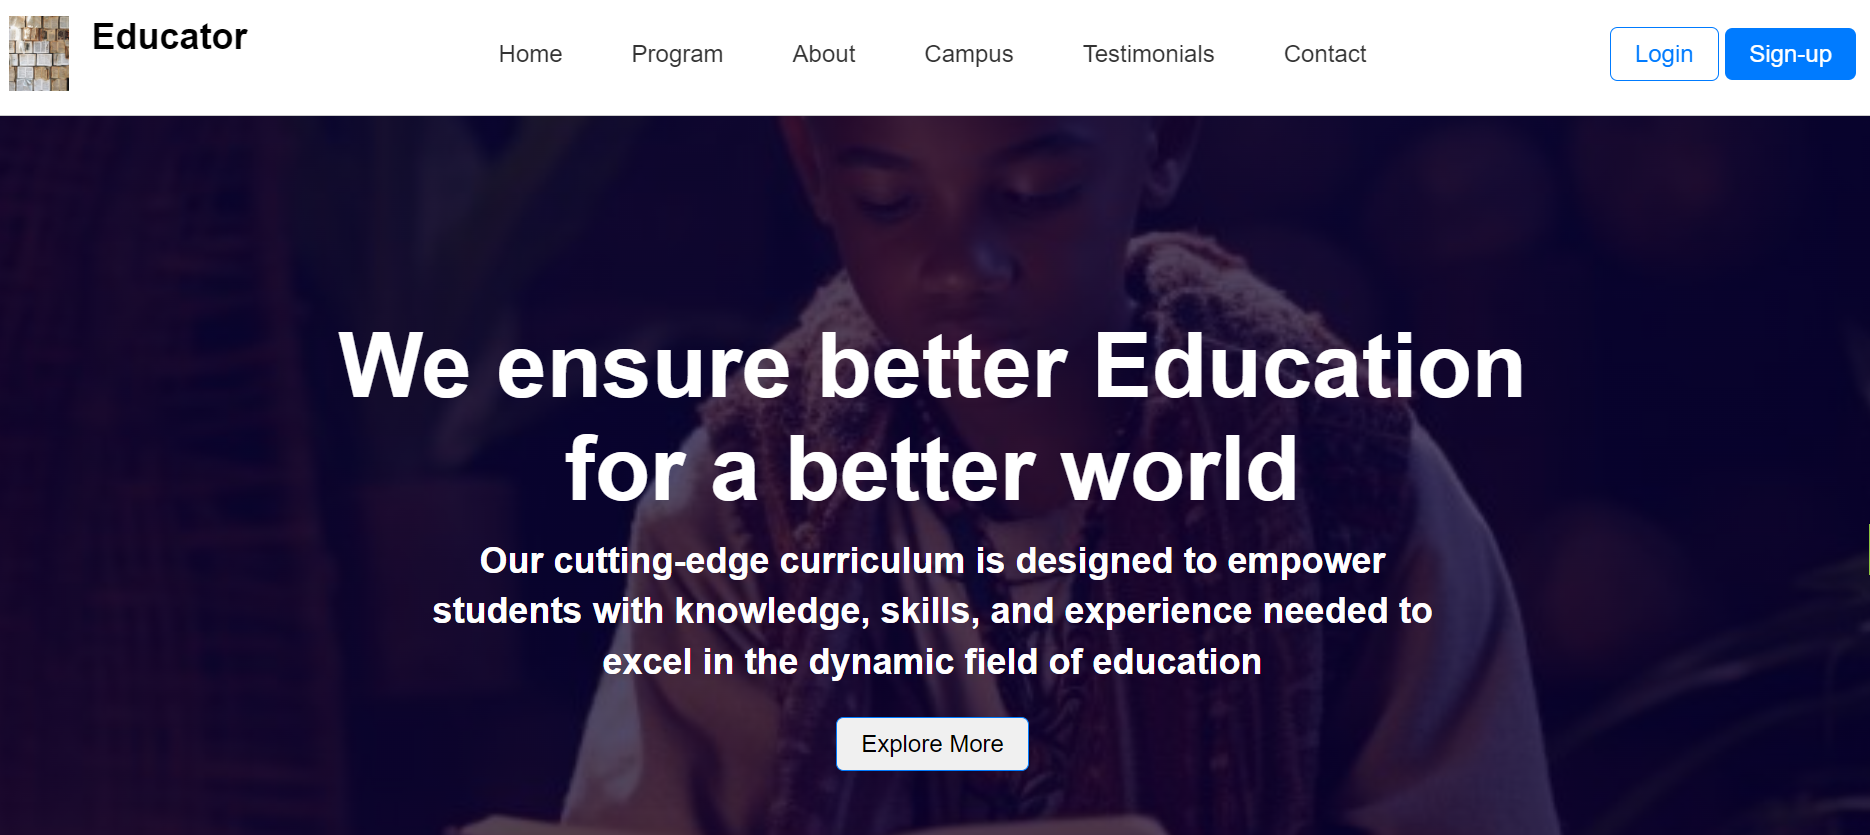 Educator
Home
Program
About
Campus
Testimonials
Contact
Login
Sign-up
We ensure better Education
for a better world
Our cutting-edge curriculum is designed to empower
students with knowledge, skills, and experience needed to
excel in the dynamic field of education
Explore More